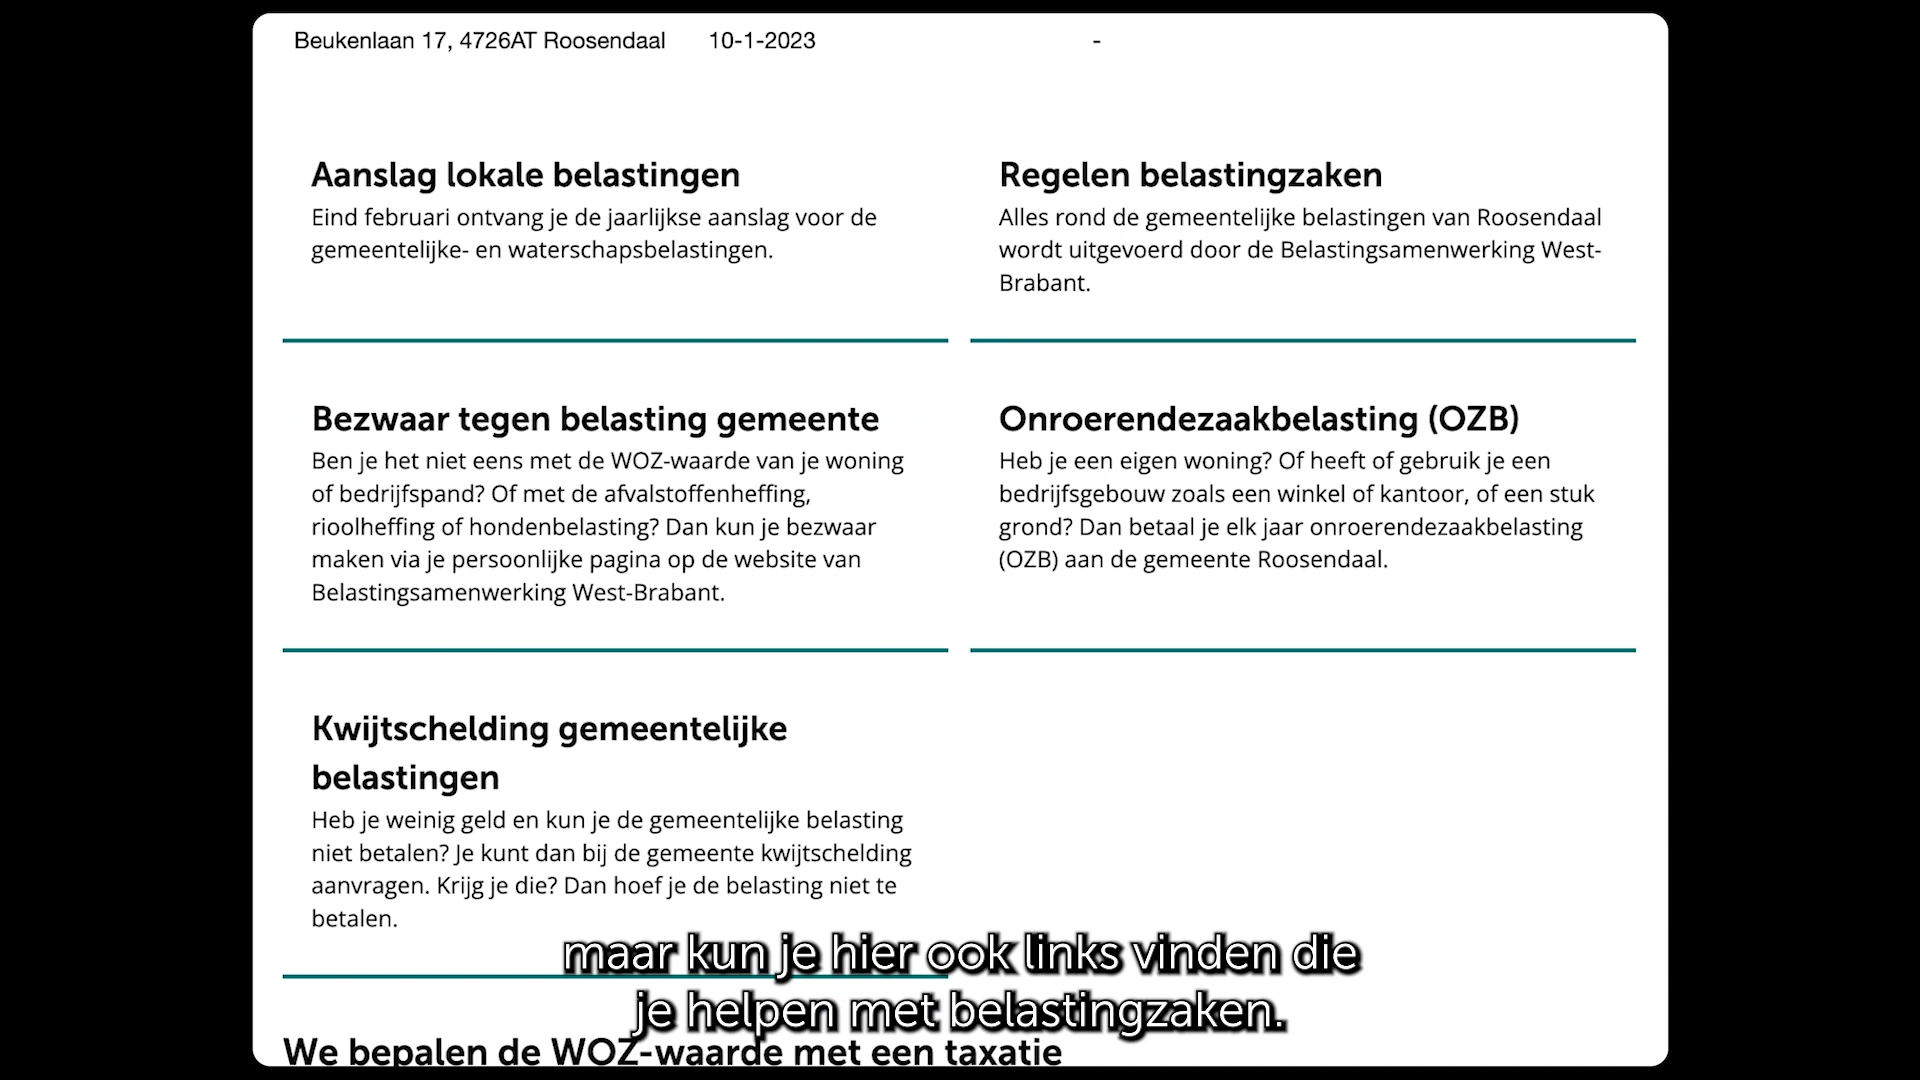 Beukenlaan 17, 4726AT Roosendaal 10-1-2023 -
Aanslag lokale belastingen
Eind februari ontvang je de jaarlijkse aanslag voor de
gemeentelijke- en waterschapsbelastingen.
Regelen belastingzaken
Alles rond de gemeentelijke belastingen van Roosendaal
wordt uitgevoerd door de Belastingsamenwerking West-
Brabant.
Bezwaar tegen belasting gemeente
Ben je het niet eens met de WOZ-waarde van je woning
of bedrijfspand? Of met de afvalstoffenheffing,
rioolheffing of hondenbelasting? Dan kun je bezwaar
maken via je persoonlijke pagina op de website van
Belastingsamenwerking West-Brabant.
Onroerendezaakbelasting (OZB)
Heb je een eigen woning? Of heeft of gebruik je een
bedrijfsgebouw zoals een winkel of kantoor, of een stuk
grond? Dan betaal je elk jaar onroerendezaakbelasting
(OZB) aan de gemeente Roosendaal.
Kwijtschelding gemeentelijke
belastingen
Heb je weinig geld en kun je de gemeentelijke belasting
niet betalen? Je kunt dan bij de gemeente kwijtschelding
aanvragen. Krijg je die? Dan hoef je de belasting niet te
betalen.
maar kun je hier ook links vinden die
je helpen met belastingzaken.
We bepalen de WOZ-waarde met een taxatie